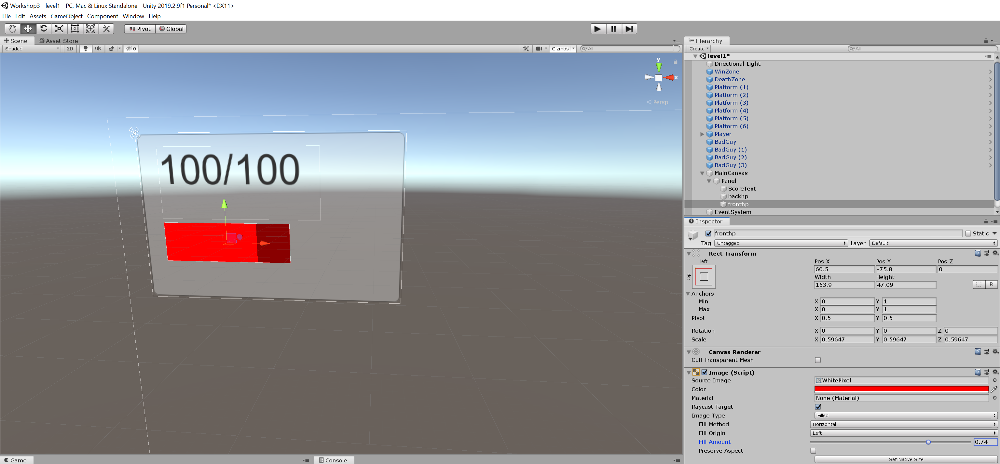 Workshop3 - level1 - PC, Mac & Linux Standalone - Unity 2019.2.9f1 Personal* <DX11>
File Edit Assets GameObject Component Window Help
Pivot Global
Scene Asset Store
Shaded 2D 0 Gizmos All
y
x
Persp
100/100
Game Console
Hierarchy
Create All
level1*
Directional Light
WinZone
DeathZone
Platform (1)
Platform (2)
Platform (3)
Platform (4)
Platform (5)
Platform (6)
Player
BadGuy
BadGuy (1)
BadGuy (2)
BadGuy (3)
MainCanvas
Panel
ScoreText
backhp
fronthp
EventSystem
Inspector
fronthp Static
Tag Untagged Layer Default
Rect Transform
left Pos X Pos Y Pos Z
60.5 -75.8 0
top Width Height
153.9 47.09 R
Anchors
Min X 0 Y 1
Max X 0 Y 1
Pivot X 0.5 Y 0.5
Rotation X 0 Y 0 Z 0
Scale X 0.59647 Y 0.59647 Z 0.59647
Canvas Renderer
Cull Transparent Mesh
Image (Script)
Source Image WhitePixel
Color
Material None (Material)
Raycast Target
Image Type Filled
Fill Method Horizontal
Fill Origin Left
Fill Amount 0.74
Preserve Aspect
Set Native Size